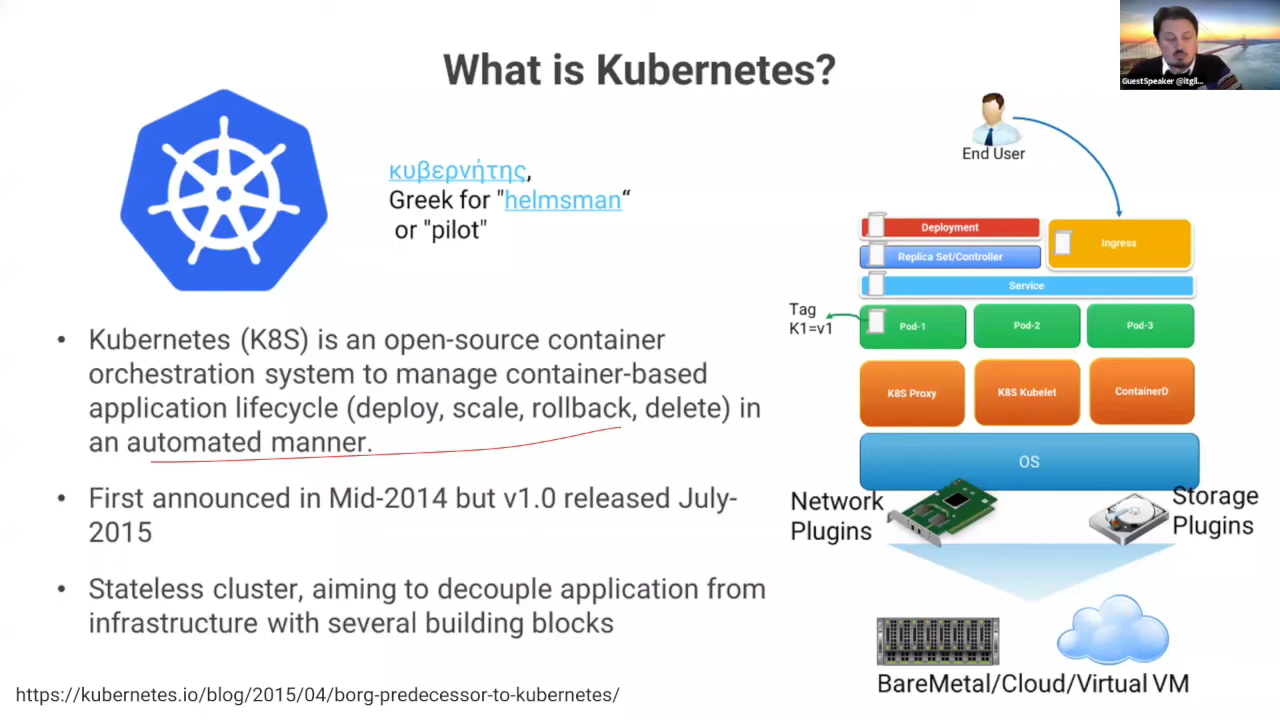 What is Kubernetes?
GuestSpeaker @itgil...
End User
κυβερνήτης,
Greek for "helmsman“
or "pilot"
Deployment
Ingress
Replica Set/Controller
Service
Tag
K1=v1
Pod-1
Pod-2
Pod-3
K8S Proxy
K8S Kubelet
ContainerD
OS
Network
Plugins
Storage
Plugins
BareMetal/Cloud/Virtual VM
• Kubernetes (K8S) is an open-source container
orchestration system to manage container-based
application lifecycle (deploy, scale, rollback, delete) in
an automated manner.
• First announced in Mid-2014 but v1.0 released July-
2015
• Stateless cluster, aiming to decouple application from
infrastructure with several building blocks
https://kubernetes.io/blog/2015/04/borg-predecessor-to-kubernetes/